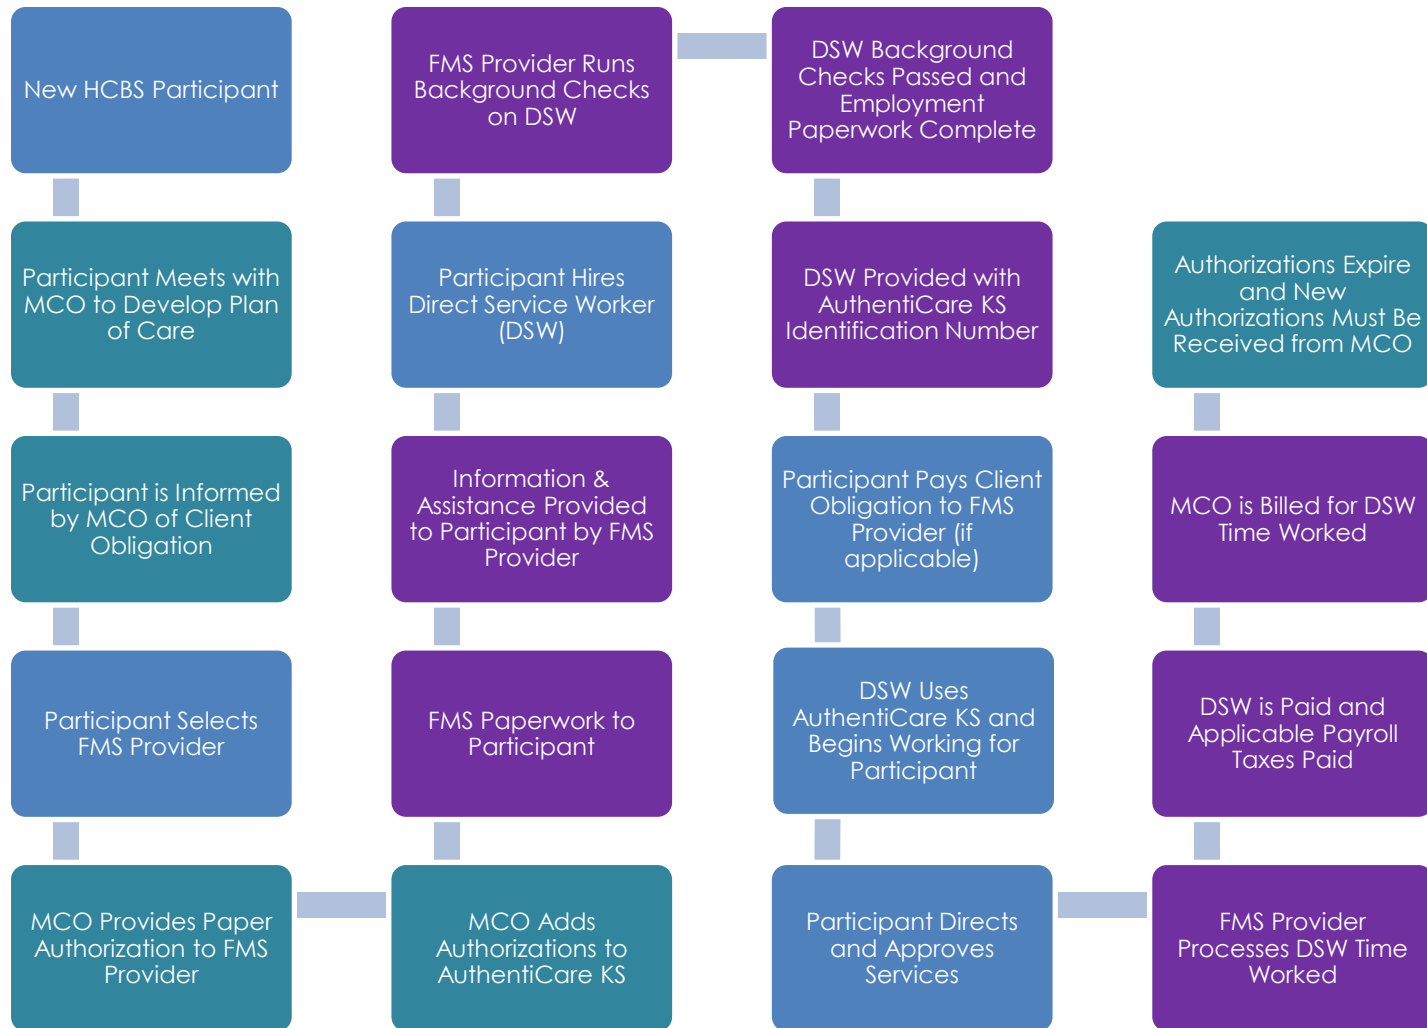 New HCBS Participant
Participant Meets with
MCO to Develop Plan
of Care
Participant is Informed
by MCO of Client
Obligation
Participant Selects
FMS Provider
MCO Provides Paper
Authorization to FMS
Provider
MCO Adds
Authorizations to
AuthentiCare KS
FMS Paperwork to
Participant
Information &
Assistance Provided
to Participant by FMS
Provider
Participant Hires
Direct Service Worker
(DSW)
FMS Provider Runs
Background Checks
on DSW
DSW Background
Checks Passed and
Employment
Paperwork Complete
DSW Provided with
AuthentiCare KS
Identification Number
Participant Pays Client
Obligation to FMS
Provider (if
applicable)
DSW Uses
AuthentiCare KS and
Begins Working for
Participant
Participant Directs
and Approves
Services
FMS Provider
Processes DSW Time
Worked
DSW is Paid and
Applicable Payroll
Taxes Paid
MCO is Billed for DSW
Time Worked
Authorizations Expire
and New
Authorizations Must Be
Received from MCO